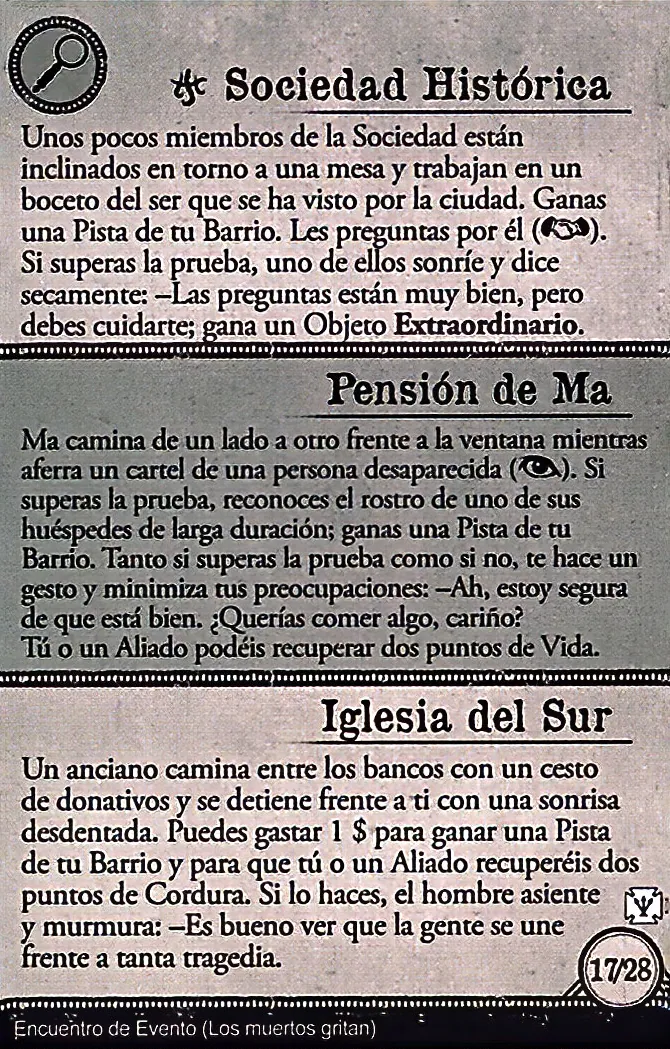 Sociedad Histórica
Unos pocos miembros de la Sociedad están
inclinados en torno a una mesa y trabajan en un
boceto del ser que se ha visto por la ciudad. Ganas
una Pista de tu Barrio. Les preguntas por él ( ).
Si superas la prueba, uno de ellos sonríe y dice
secamente: –Las preguntas están muy bien, pero
debes cuidarte; gana un Objeto Extraordinario.
Pensión de Ma
Ma camina de un lado a otro frente a la ventana mientras
aferra un cartel de una persona desaparecida ( ). Si
superas la prueba, reconoces el rostro de uno de sus
huéspedes de larga duración; ganas una Pista de tu
Barrio. Tanto si superas la prueba como si no, te hace un
gesto y minimiza tus preocupaciones: –Ah, estoy segura
de que está bien. ¿Querías comer algo, cariño?
Tú o un Aliado podéis recuperar dos puntos de Vida.
Iglesia del Sur
Un anciano camina entre los bancos con un cesto
de donativos y se detiene frente a ti con una sonrisa
desdentada. Puedes gastar 1 $ para ganar una Pista
de tu Barrio y para que tú o un Aliado recuperéis dos
puntos de Cordura. Si lo haces, el hombre asiente
y murmura: –Es bueno ver que la gente se une
frente a tanta tragedia.
17/28
Encuentro de Evento (Los muertos gritan)